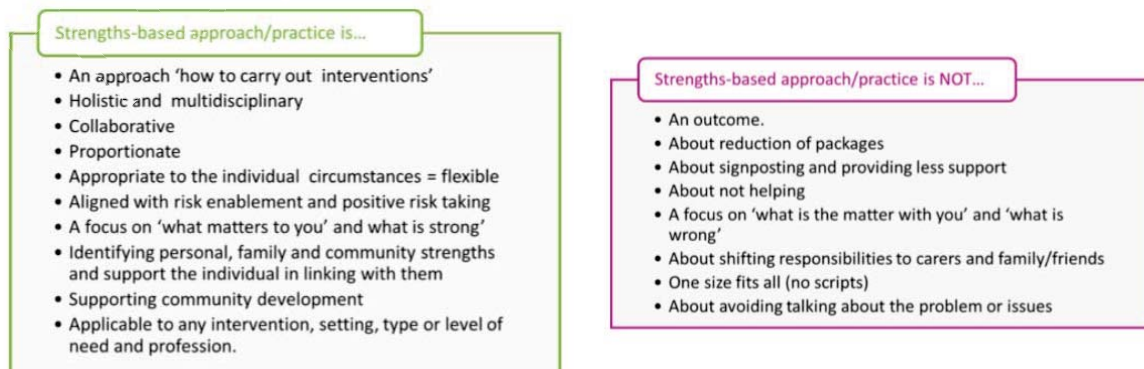 Strengths-based approach/practice is...
• An approach 'how to carry out interventions'
• Holistic and multidisciplinary
• Collaborative
• Proportionate
• Appropriate to the individual circumstances = flexible
• Aligned with risk enablement and positive risk taking
• A focus on 'what matters to you' and what is strong'
• Identifying personal, family and community strengths
and support the individual in linking with them
• Supporting community development
• Applicable to any intervention, setting, type or level of
need and profession.
Strengths-based approach/practice is NOT...
• An outcome.
• About reduction of packages
• About signposting and providing less support
• About not helping
• A focus on 'what is the matter with you' and 'what is
wrong'
• About shifting responsibilities to carers and family/friends
• One size fits all (no scripts)
• About avoiding talking about the problem or issues